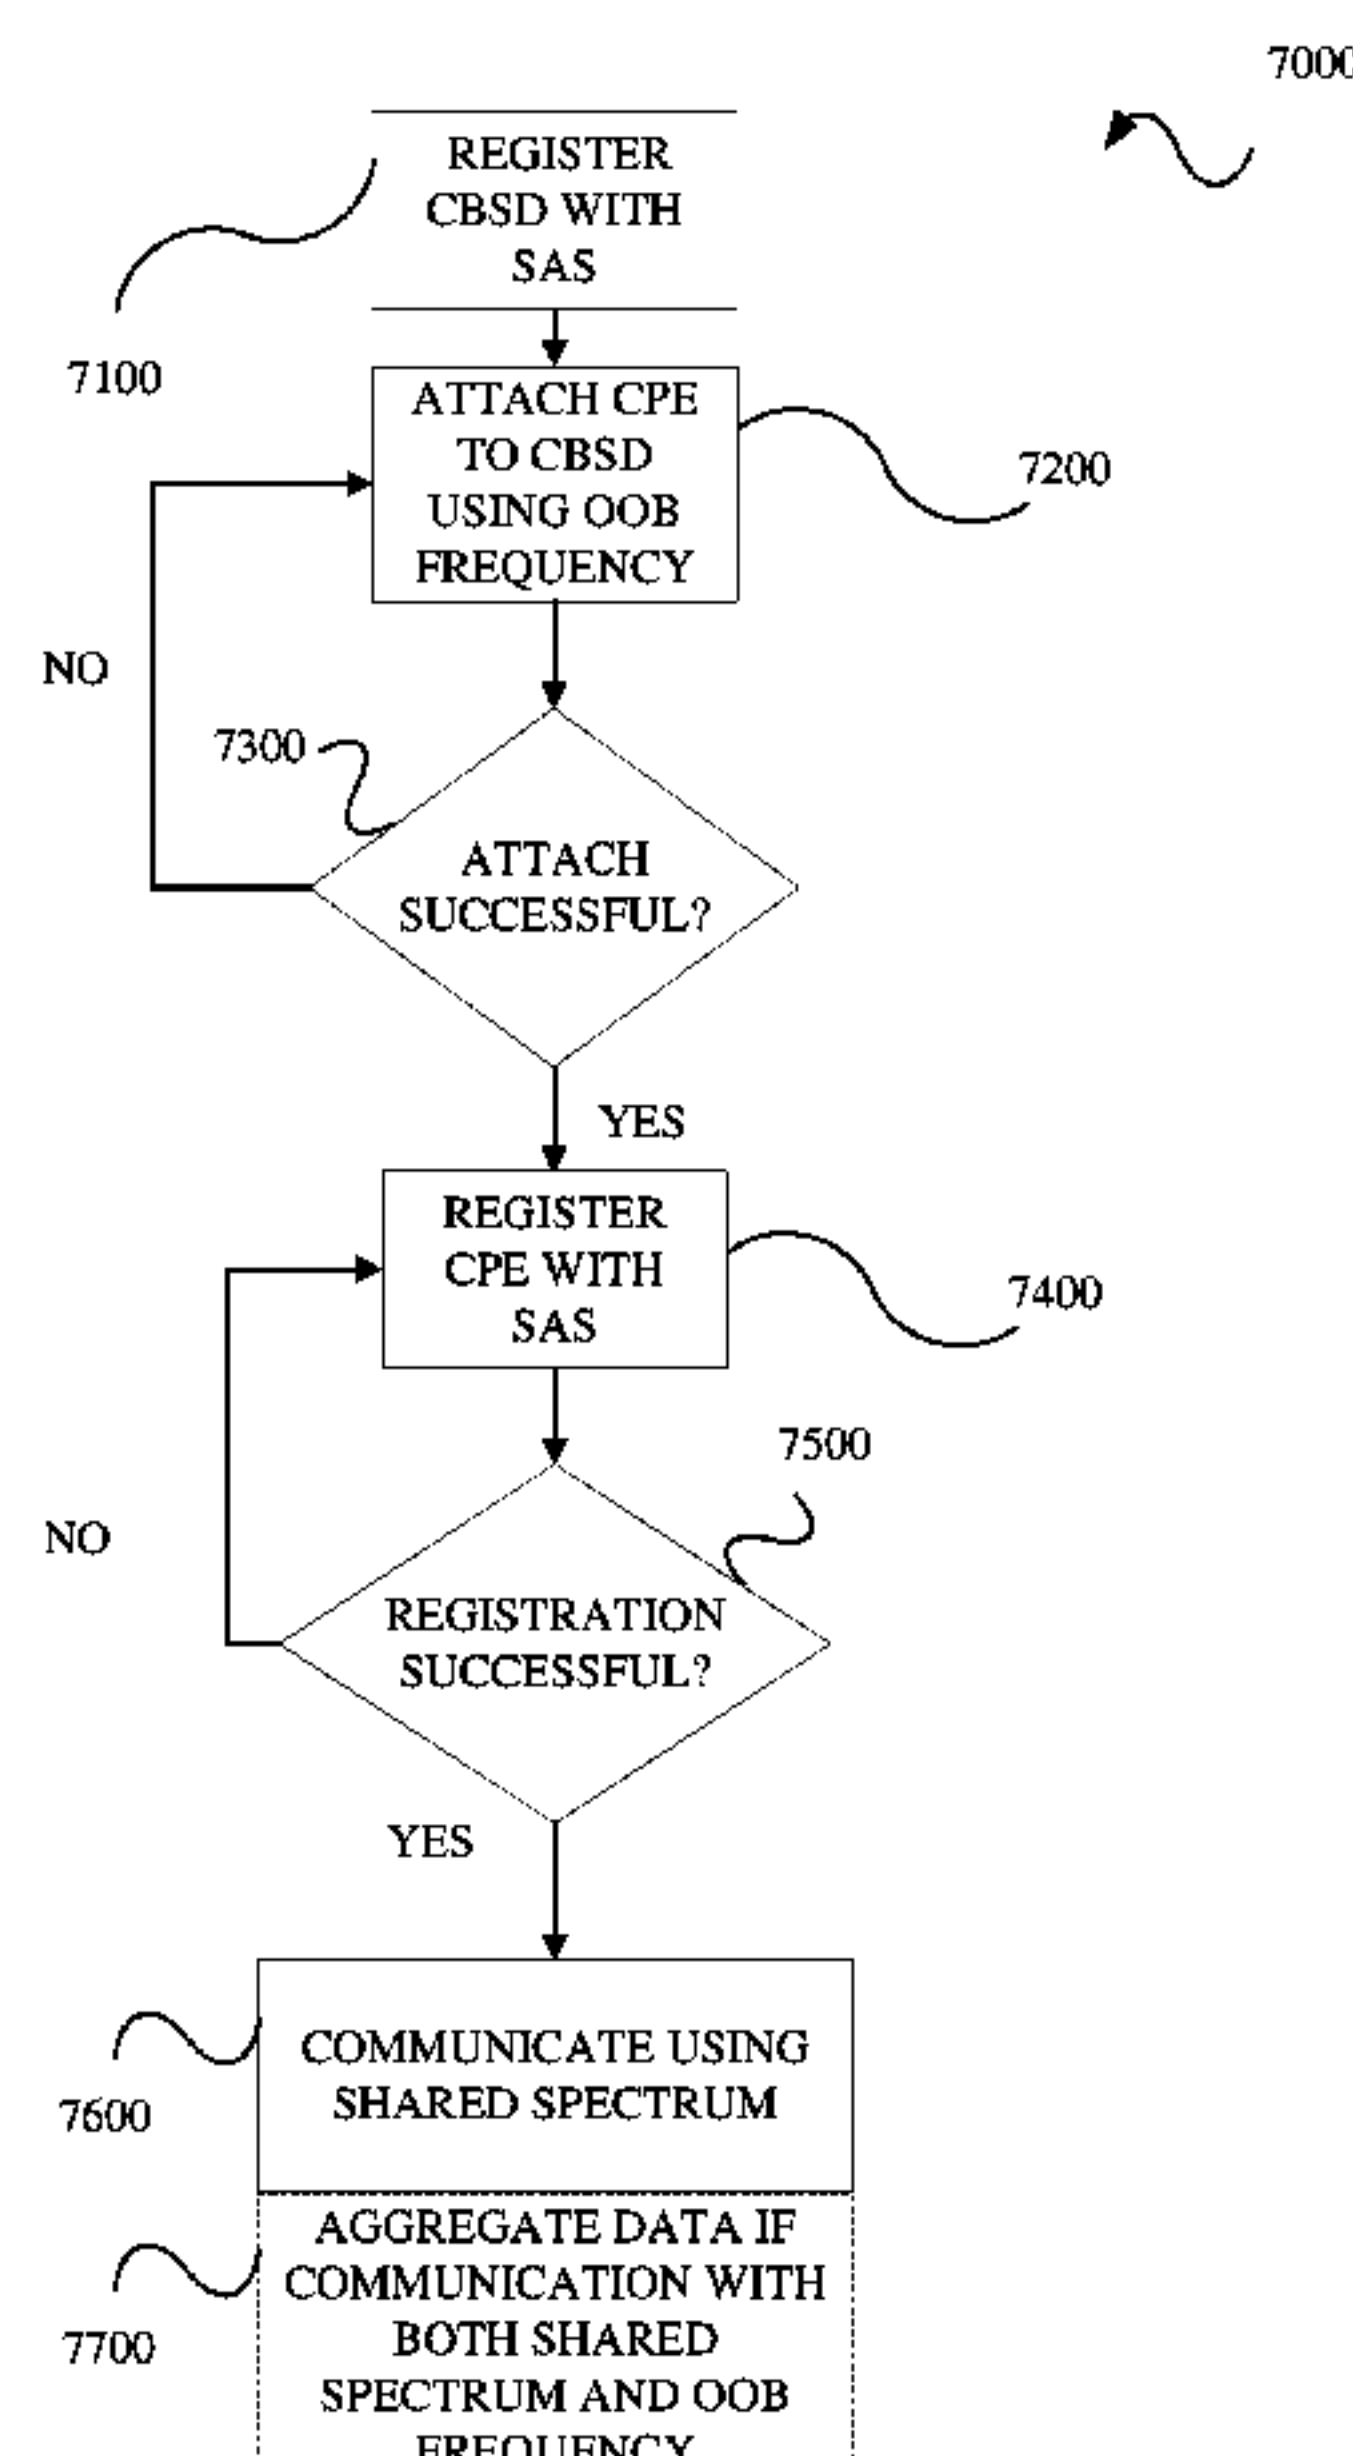 7000
REGISTER
CBSD WITH
SAS
7100
ATTACH CPE
TO CBSD
USING OOB
FREQUENCY
7200
NO
7300
ATTACH
SUCCESSFUL?
YES
REGISTER
CPE WITH
SAS
7400
7500
NO
REGISTRATION
SUCCESSFUL?
YES
COMMUNICATE USING
SHARED SPECTRUM
7600
AGGREGATE DATA IF
COMMUNICATION WITH
BOTH SHARED
SPECTRUM AND OOB
FREQUENCY
7700